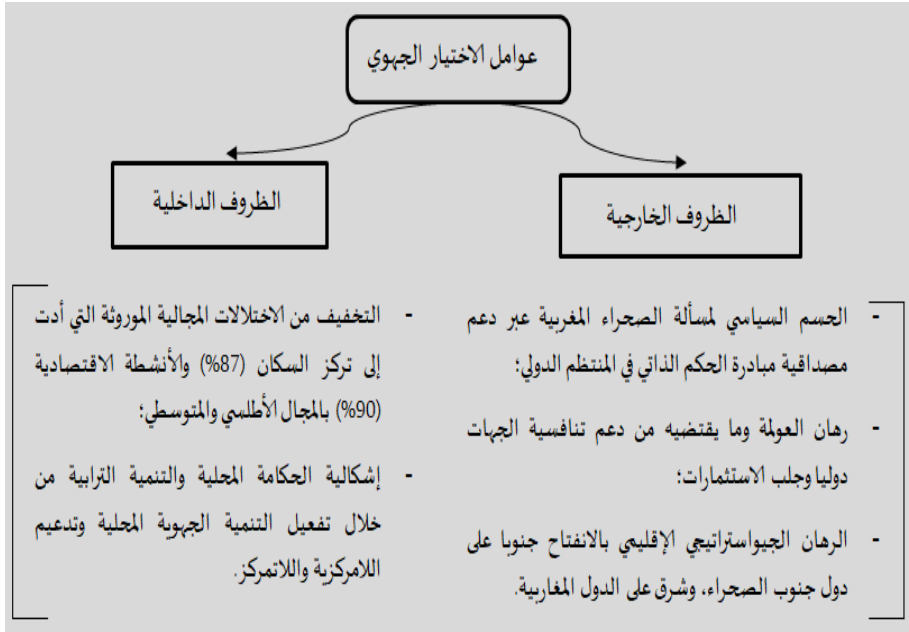 عوامل الاختيار الجهوي
الظروف الخارجية
الظروف الداخلية
- الحسم السياسي لمسألة الصحراء المغربية عبر دعم
مصداقية مبادرة الحكم الذاتي في المنتظم الدولي؛
- رهان العولمة وما يقتضيه من دعم تنافسية الجهات
دوليا وجلب الاستثمارات؛
- الرهان الجيواستراتيجي الإقليمي بالانفتاح جنوبا على
دول جنوب الصحراء، وشرق على الدول المغاربية.
- التخفيف من الاختلالات المجالية الموروثة التي أدت
إلى تركز السكان (87%) والأنشطة الاقتصادية
(90%) بالمجال الأطلسي والمتوسطي؛
- إشكالية الحكامة المحلية والتنمية الترابية من
خلال تفعيل التنمية الجهوية المحلية وتدعيم
اللامركزية واللاتمركز.